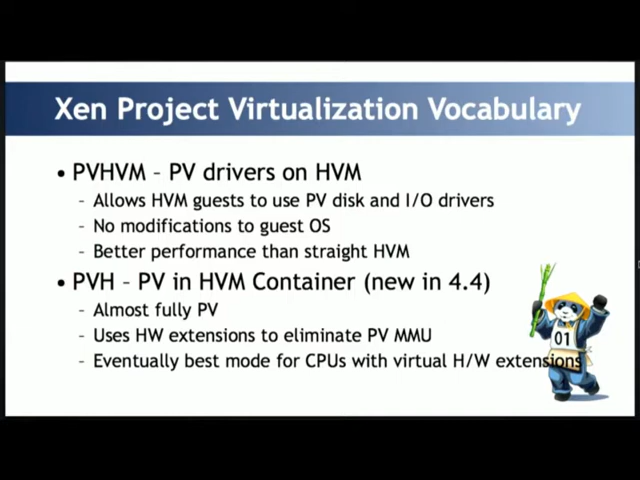 Xen Project Virtualization Vocabulary
• PVHVM – PV drivers on HVM
– Allows HVM guests to use PV disk and I/O drivers
– No modifications to guest OS
– Better performance than straight HVM
• PVH – PV in HVM Container (new in 4.4)
– Almost fully PV
– Uses HW extensions to eliminate PV MMU
– Eventually best mode for CPUs with virtual H/W extensions
01